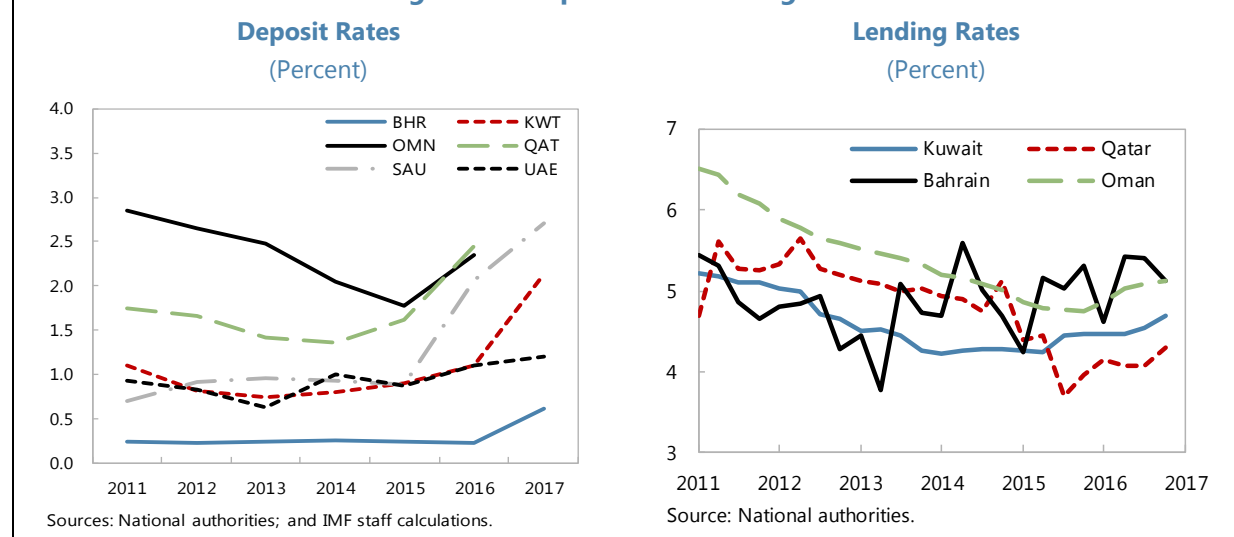 Deposit Rates
(Percent)
4.0
3.5
3.0
2.5
2.0
1.5
1.0
0.5
0.0
BHR
KWT
OMN
QAT
SAU
UAE
2011 2012 2013 2014 2015 2016 2017
Sources: National authorities; and IMF staff calculations.
Lending Rates
(Percent)
7
6
5
4
3
Kuwait
Qatar
Bahrain
Oman
2011 2012 2013 2014 2015 2016 2017
Source: National authorities.